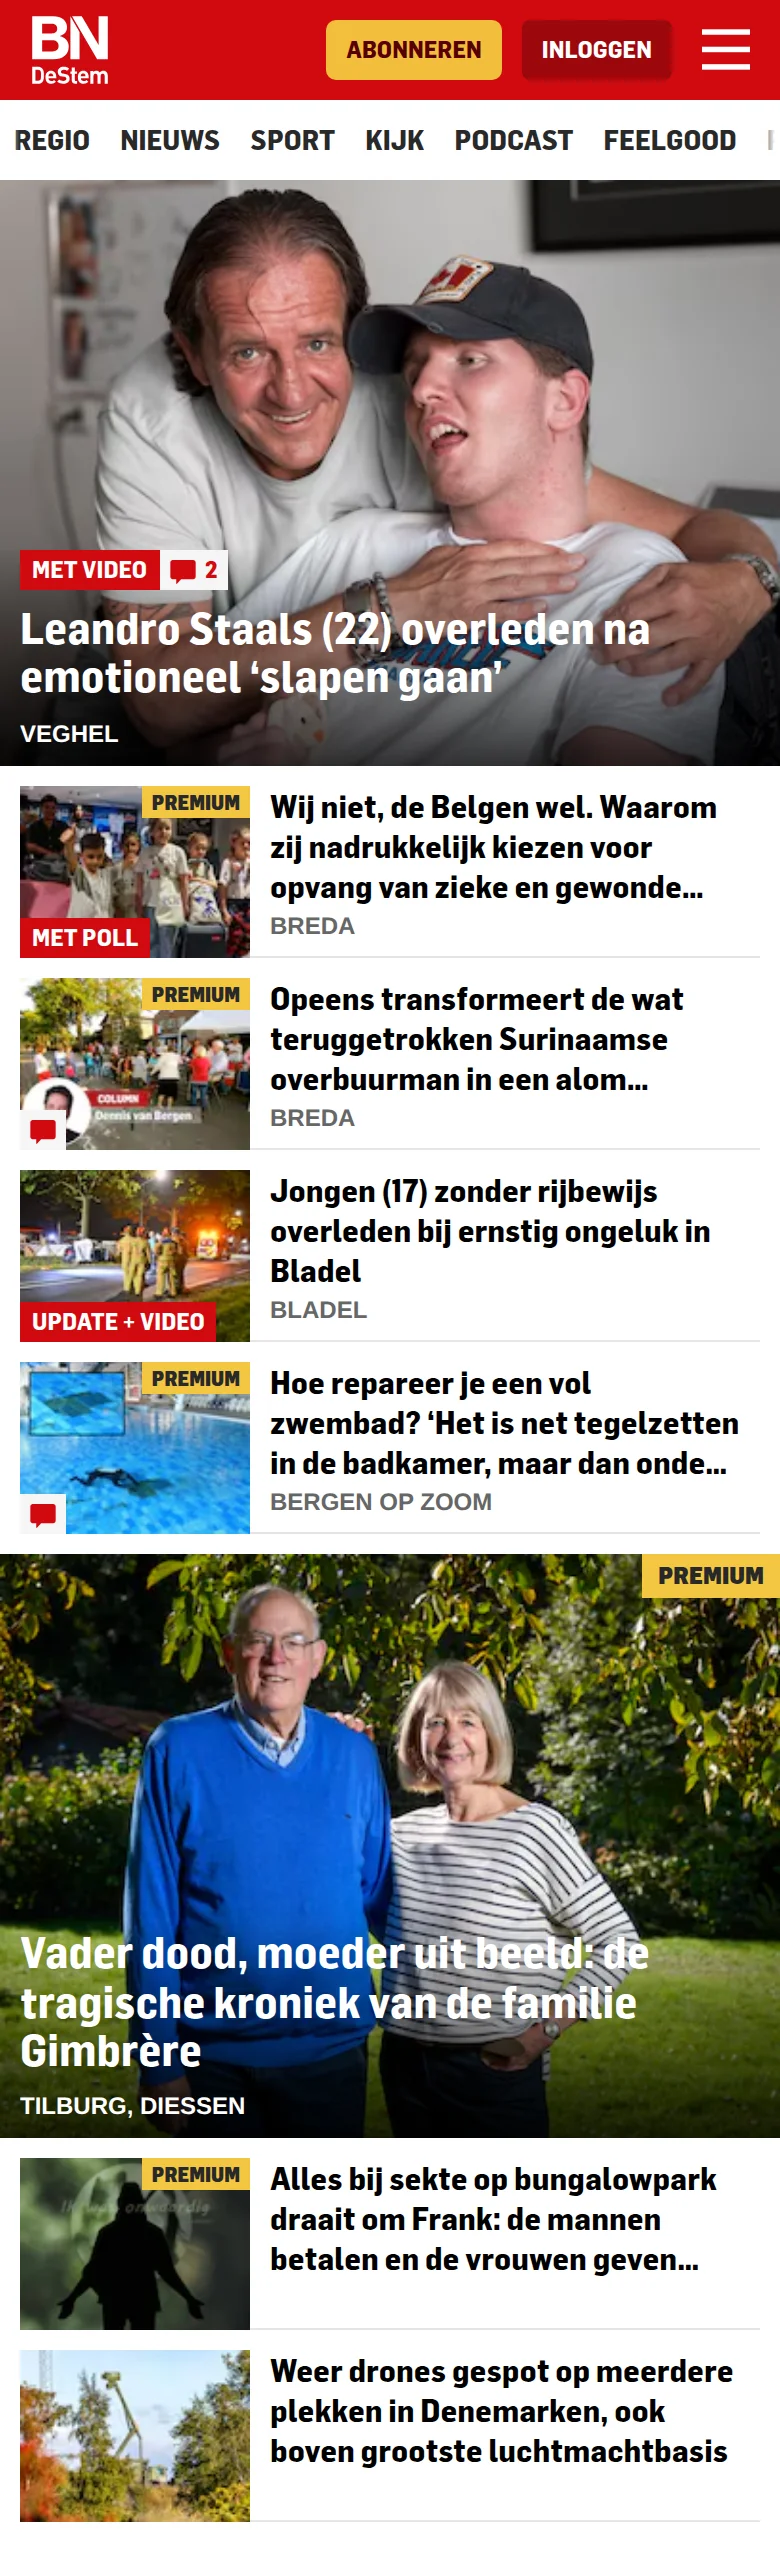 BN
DeStem
ABONNEREN
INLOGGEN
REGIO NIEUWS SPORT KIJK PODCAST FEELGOOD
MET VIDEO 2
Leandro Staals (22) overleden na
emotioneel ‘slapen gaan’
VEGHEL
PREMIUM
MET POLL
Wij niet, de Belgen wel. Waarom
zij nadrukkelijk kiezen voor
opvang van zieke en gewonde...
BREDA
PREMIUM
COLUMN
Dennis van Bergen
Opeens transformeert de wat
teruggetrokken Surinaamse
overbuurman in een alom...
BREDA
UPDATE + VIDEO
Jongen (17) zonder rijbewijs
overleden bij ernstig ongeluk in
Bladel
BLADEL
PREMIUM
Hoe repareer je een vol
zwembad? ‘Het is net tegelzetten
in de badkamer, maar dan onde...
BERGEN OP ZOOM
PREMIUM
Vader dood, moeder uit beeld: de
tragische kroniek van de familie
Gimbrère
TILBURG, DIESSEN
PREMIUM
Ik was onwaardig
Alles bij sekte op bungalowpark
draait om Frank: de mannen
betalen en de vrouwen geven...
Weer drones gespot op meerdere
plekken in Denemarken, ook
boven grootste luchtmachtbasis